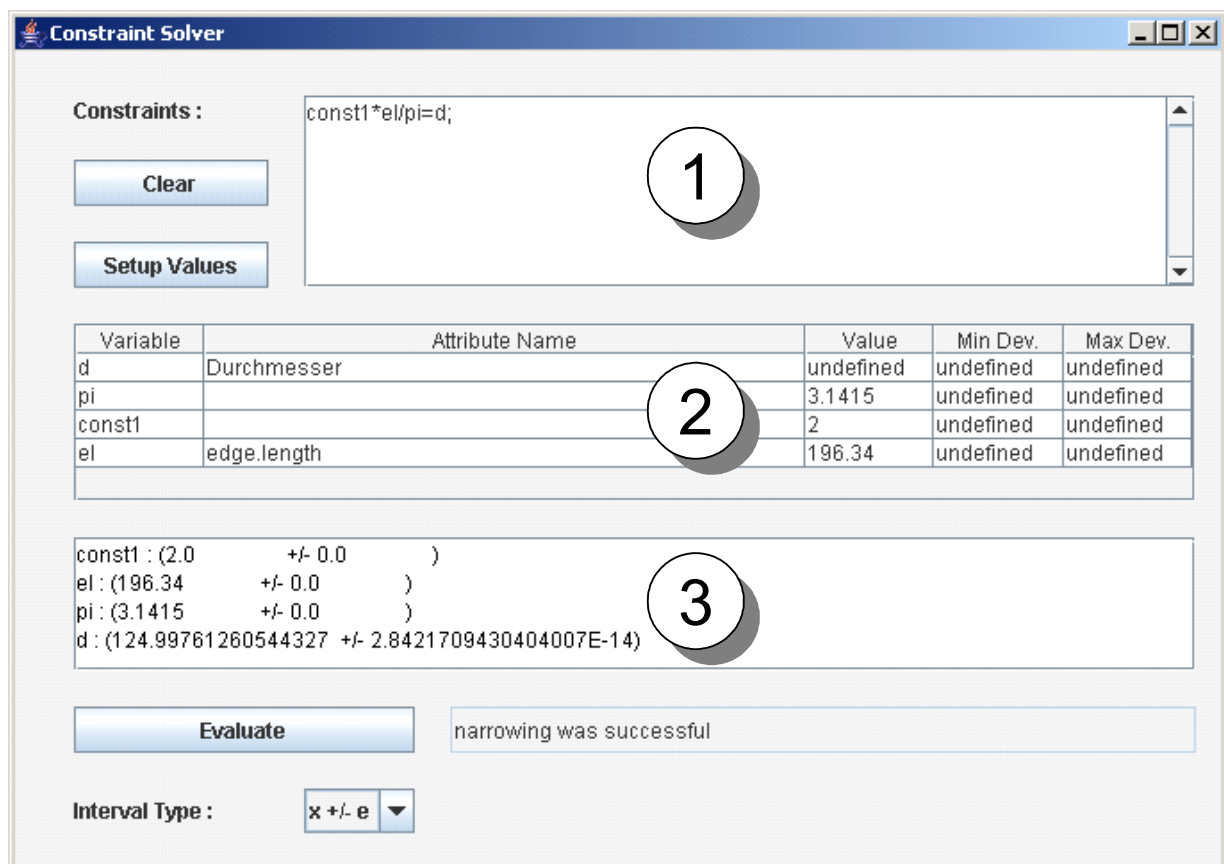 Constraint Solver
Constraints :
const1*el/pi=d;
1
Clear
Setup Values
Variable Attribute Name Value Min Dev. Max Dev.
d Durchmesser undefined undefined undefined
pi 3.1415 undefined undefined
const1 2 undefined undefined
el edge.length 196.34 undefined undefined
2
const1 : (2.0 +/- 0.0 )
el : (196.34 +/- 0.0 )
pi : (3.1415 +/- 0.0 )
d : (124.99761260544327 +/- 2.8421709430404007E-14)
3
Evaluate narrowing was successful
Interval Type : x +/- e